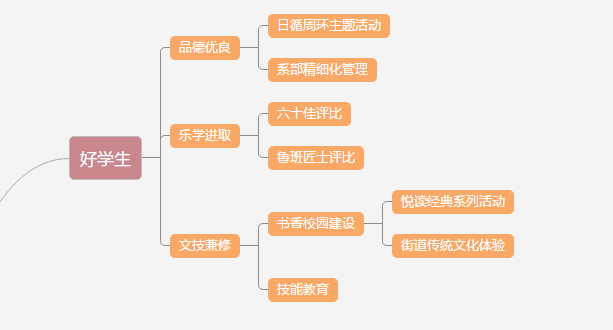 好学生
品德优良
日循周环主题活动
系部精细化管理
乐学进取
六十佳评比
鲁班匠士评比
文技兼修
书香校园建设
悦读经典系列活动
街道传统文化体验
技能教育